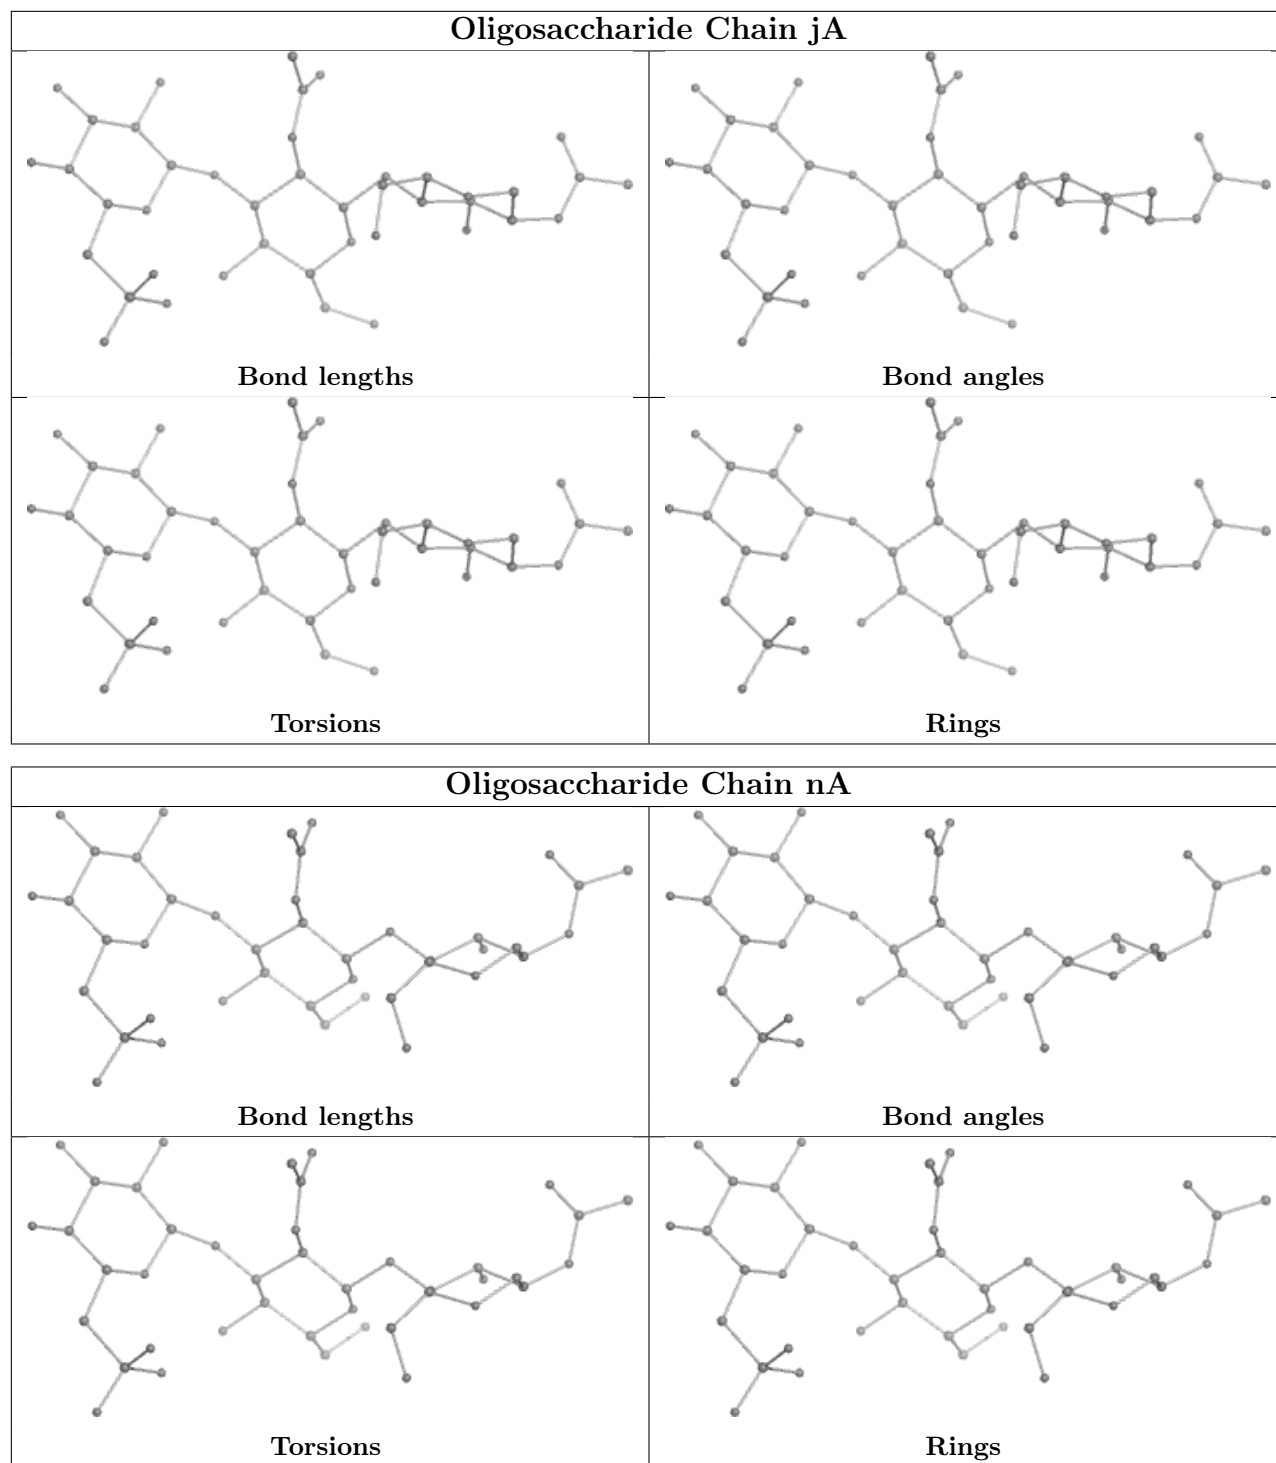 Oligosaccharide Chain jA
Bond lengths
Bond angles
Torsions
Rings
Oligosaccharide Chain nA
Bond lengths
Bond angles
Torsions
Rings